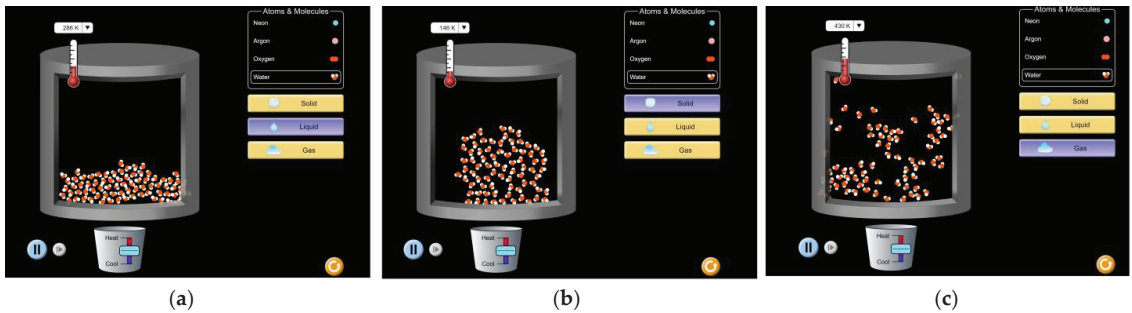 286 K
Atoms & Molecules
Neon
Argon
Oxygen
Water
Solid
Liquid
Gas
Heat
Cool
(a)
146 K
Atoms & Molecules
Neon
Argon
Oxygen
Water
Solid
Liquid
Gas
Heat
Cool
(b)
430 K
Atoms & Molecules
Neon
Argon
Oxygen
Water
Solid
Liquid
Gas
Heat
Cool
(c)